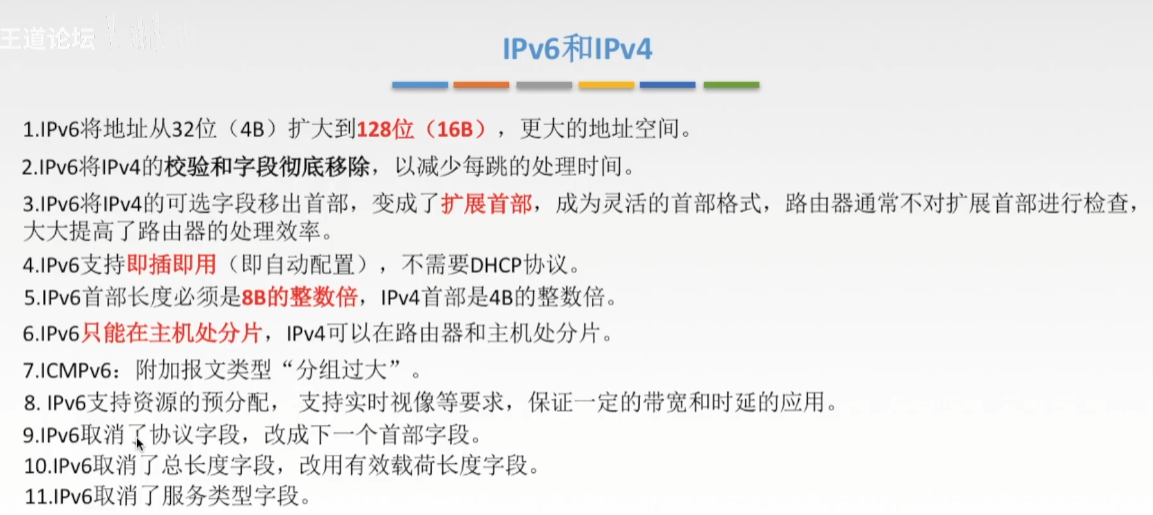 王道论坛
IPv6和IPv4
1.IPv6将地址从32位（4B）扩大到128位（16B），更大的地址空间。
2.IPv6将IPv4的校验和字段彻底移除，以减少每跳的处理时间。
3.IPv6将IPv4的可选字段移出首部，变成了扩展首部，成为灵活的首部格式，路由器通常不对扩展首部进行检查，
大大提高了路由器的处理效率。
4.IPv6支持即插即用（即自动配置），不需要DHCP协议。
5.IPv6首部长度必须是8B的整数倍，IPv4首部是4B的整数倍。
6.IPv6只能在主机处分片，IPv4可以在路由器和主机处分片。
7.ICMPv6：附加报文类型“分组过大”。
8. IPv6支持资源的预分配， 支持实时视像等要求，保证一定的带宽和时延的应用。
9.IPv6取消了协议字段，改成下一个首部字段。
10.IPv6取消了总长度字段，改用有效载荷长度字段。
11.IPv6取消了服务类型字段。